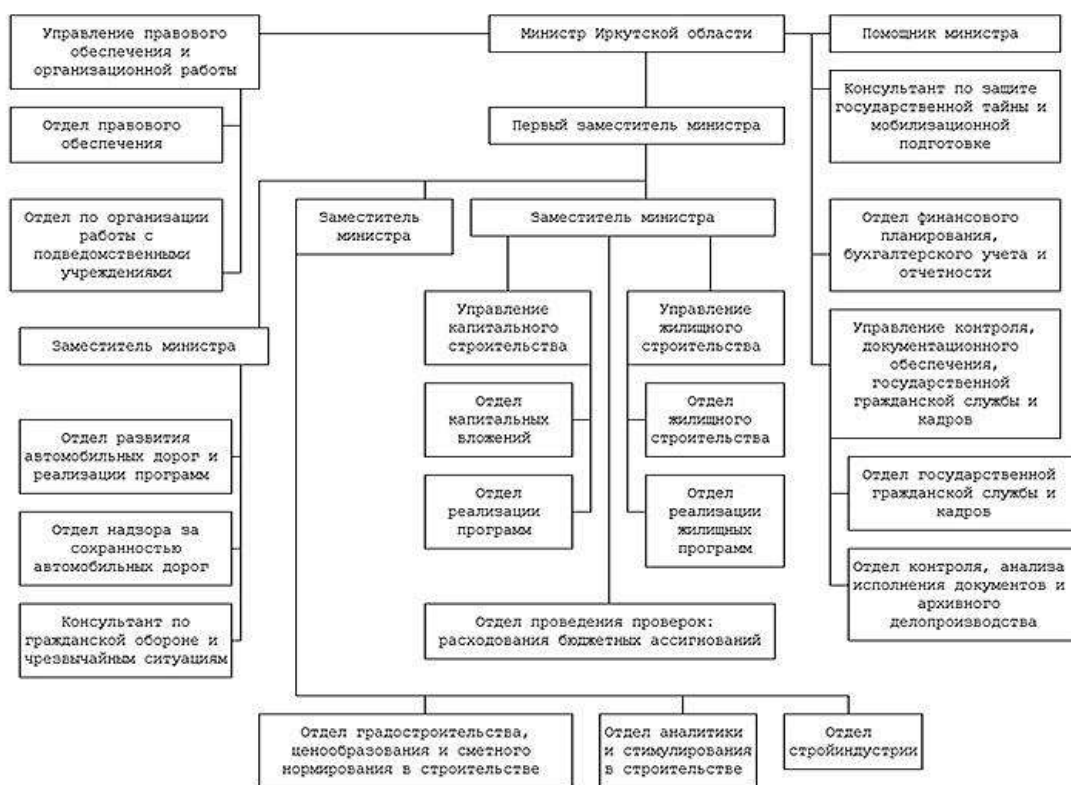 Управление правового
обеспечения и
организационной работы
Министр Иркутской области
Помощник министра
Консультант по защите
государственной тайны и
мобилизационной
подготовке
Отдел правового
обеспечения
Первый заместитель министра
Отдел по организации
работы с
подведомственными
учреждениями
Заместитель
министра
Заместитель министра
Отдел финансового
планирования,
бухгалтерского учета и
отчетности
Заместитель министра
Управление
капитального
строительства
Управление
жилищного
строительства
Управление контроля,
документационного
обеспечения,
государственной
гражданской службы и
кадров
Отдел развития
автомобильных дорог и
реализации программ
Отдел
капитальных
вложений
Отдел
жилищного
строительства
Отдел государственной
гражданской службы и
кадров
Отдел надзора за
сохранностью
автомобильных дорог
Отдел
реализации
программ
Отдел
реализации
жилищных
программ
Отдел контроля, анализа
исполнения документов и
архивного
делопроизводства
Консультант по
гражданской обороне и
чрезвычайным ситуациям
Отдел проведения проверок:
расходования бюджетных ассигнований
Отдел градостроительства,
ценообразования и сметного
нормирования в строительстве
Отдел аналитики
и стимулирования
в строительстве
Отдел
стройиндустрии